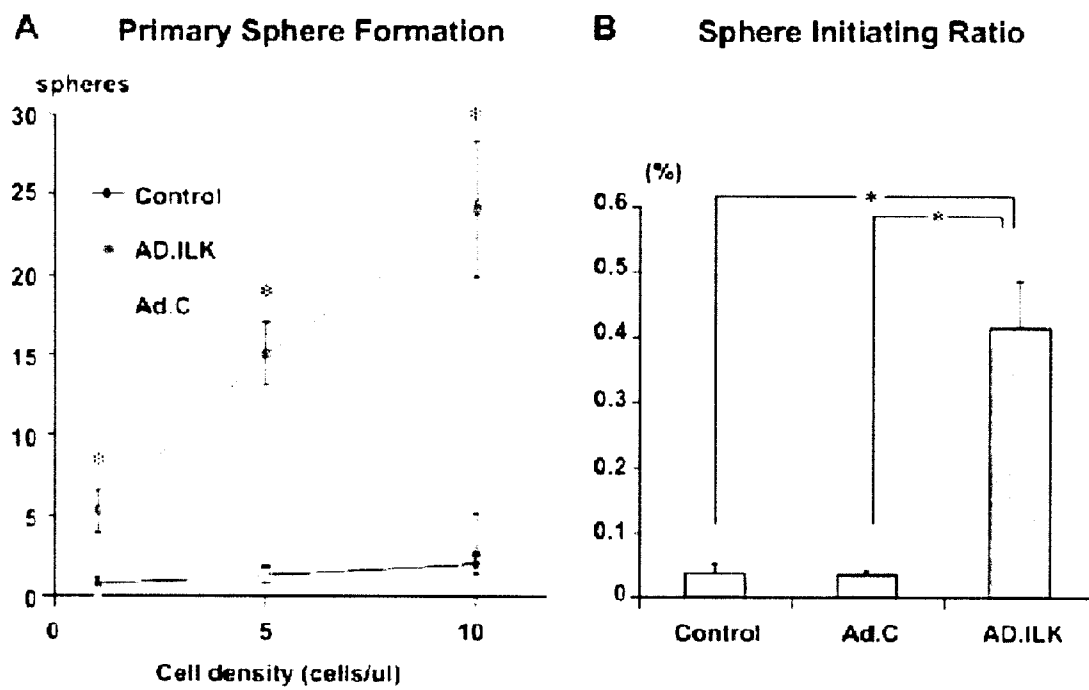 A Primary Sphere Formation
spheres
30
25
20
15
10
5
0
Control
AD.ILK
Ad.C
*
*
*
0 5 10
Cell density (cells/ul)
B Sphere Initiating Ratio
(%)
0.6
0.5
0.4
0.3
0.2
0.1
0
*
*
Control Ad.C AD.ILK